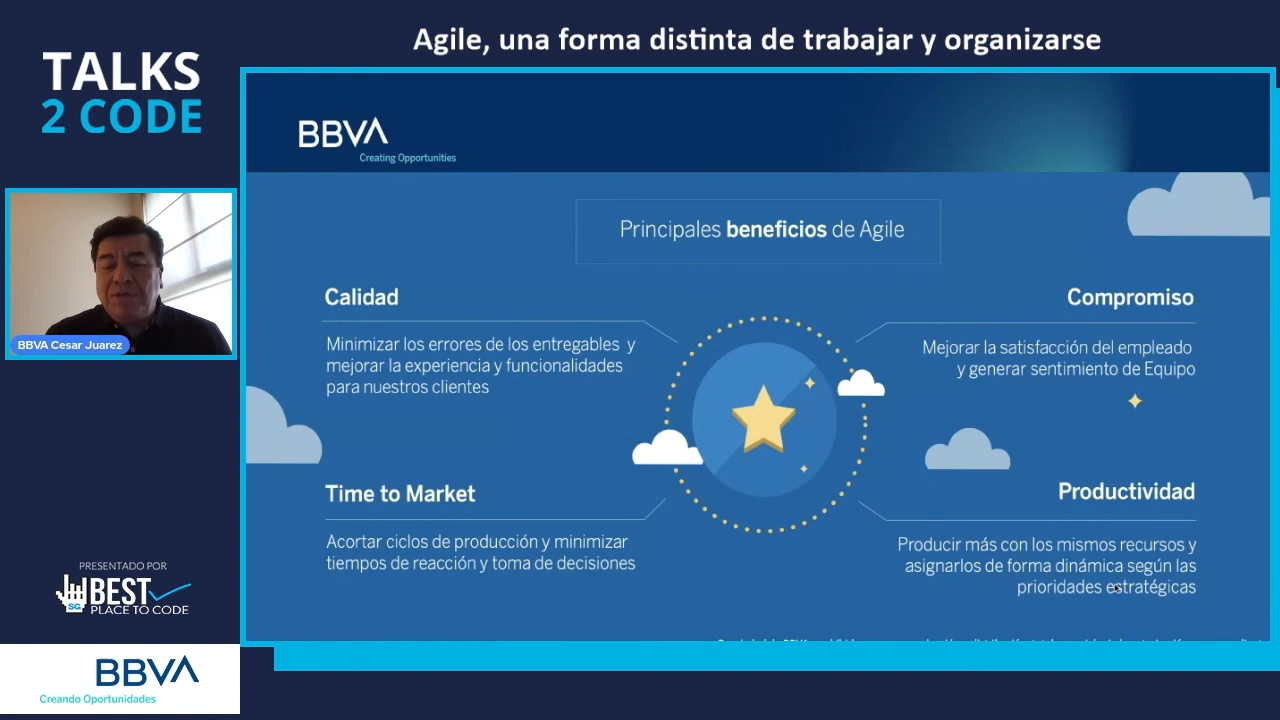 Agile, una forma distinta de trabajar y organizarse
TALKS
2 CODE
BBVA
Creating Opportunities
Principales beneficios de Agile
Calidad
Minimizar los errores de los entregables y
mejorar la experiencia y funcionalidades
para nuestros clientes
Compromiso
Mejorar la satisfacción del empleado
y generar sentimiento de Equipo
Time to Market
Acortar ciclos de producción y minimizar
tiempos de reacción y toma de decisiones
Productividad
Producir más con los mismos recursos y
asignarlos de forma dinámica según las
prioridades estratégicas
BBVA Cesar Juarez
PRESENTADO POR
SG
BEST
PLACE TO CODE
BBVA
Creando Oportunidades